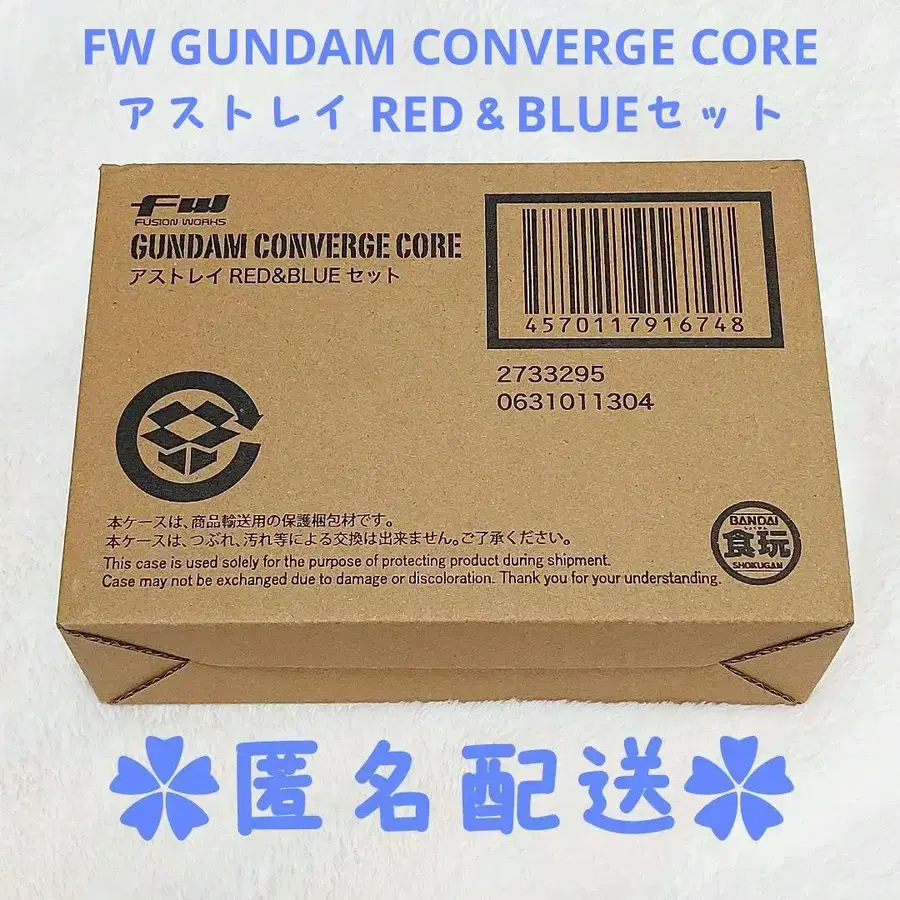 FW GUNDAM CONVERGE CORE
アストレイ RED＆BLUEセット
FW
FUSION WORKS
GUNDAM CONVERGE CORE
アストレイ RED&BLUE セット
4570117916748
2733295
0631011304
本ケースは、商品輸送用の保護梱包材です。
本ケースは、つぶれ、汚れ等による交換は出来ません。ご了承ください。
This case is used solely for the purpose of protecting product during shipment.
Case may not be exchanged due to damage or discoloration. Thank you for your understanding.
BANDAI
しょくがん
食玩
SHOKUGAN
匿名配送